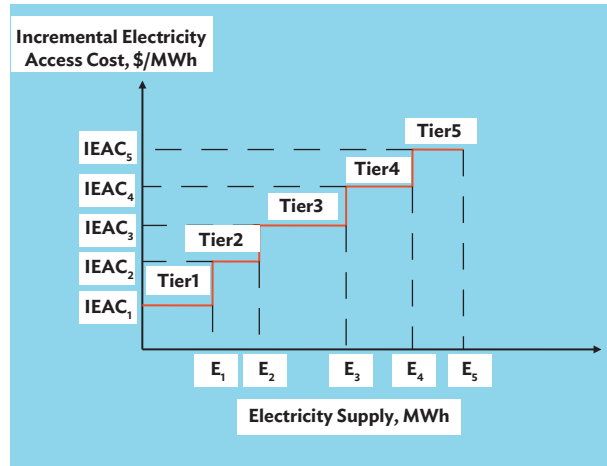 Incremental Electricity
Access Cost, $/MWh
Tier5
IEAC₅
Tier4
IEAC₄
Tier3
IEAC₃
Tier2
IEAC₂
Tier1
IEAC₁
E₁ E₂ E₃ E₄ E₅
Electricity Supply, MWh